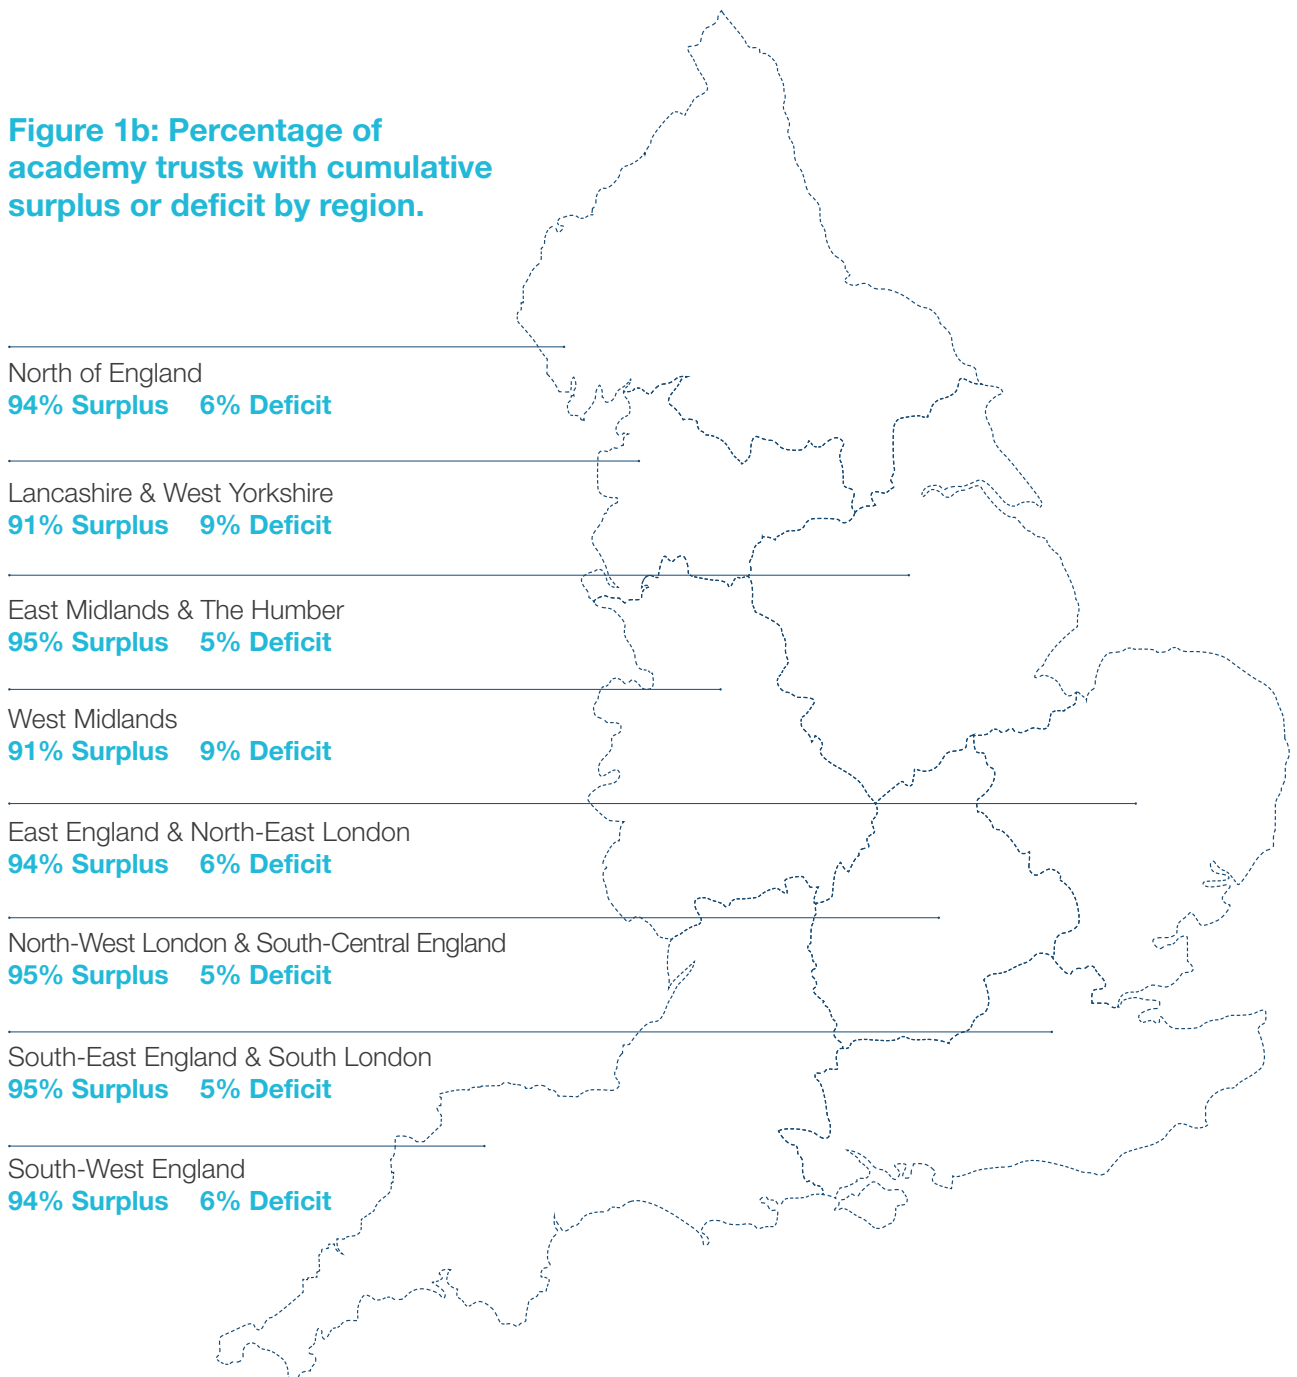 Figure 1b: Percentage of
academy trusts with cumulative
surplus or deficit by region.
North of England
94% Surplus 6% Deficit
Lancashire & West Yorkshire
91% Surplus 9% Deficit
East Midlands & The Humber
95% Surplus 5% Deficit
West Midlands
91% Surplus 9% Deficit
East England & North-East London
94% Surplus 6% Deficit
North-West London & South-Central England
95% Surplus 5% Deficit
South-East England & South London
95% Surplus 5% Deficit
South-West England
94% Surplus 6% Deficit